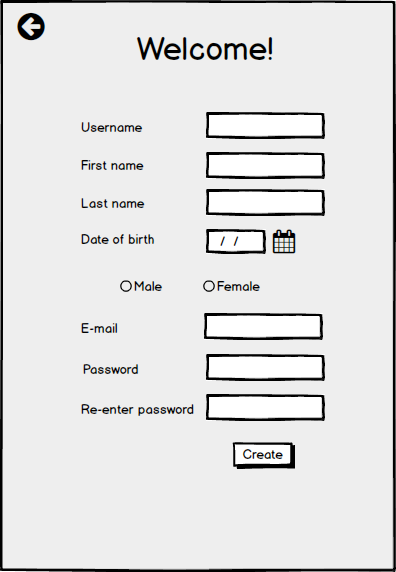 Welcome!
Username
First name
Last name
Date of birth / /
Male Female
E-mail
Password
Re-enter password
Create